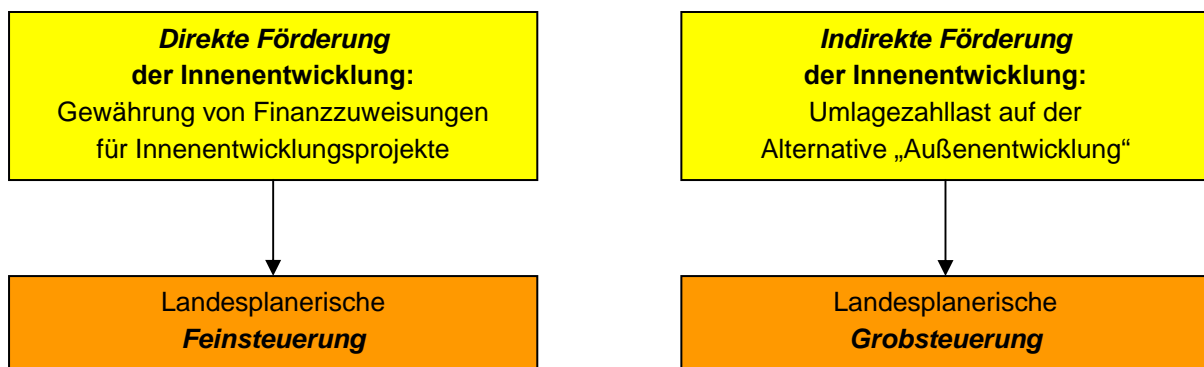 Direkte Förderung
der Innenentwicklung:
Gewährung von Finanzzuweisungen
für Innenentwicklungsprojekte
Indirekte Förderung
der Innenentwicklung:
Umlagezahllast auf der
Alternative „Außenentwicklung“
Landesplanerische
Feinsteuerung
Landesplanerische
Grobsteuerung